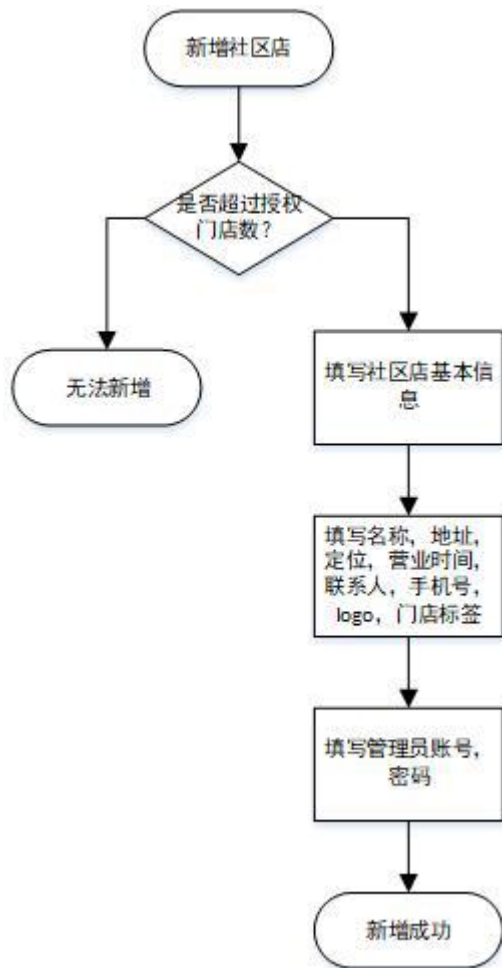 新增社区店
是否超过授权
门店数？
无法新增
填写社区店基本信
息
填写名称，地址，
定位，营业时间，
联系人，手机号，
logo，门店标签
填写管理员账号，
密码
新增成功